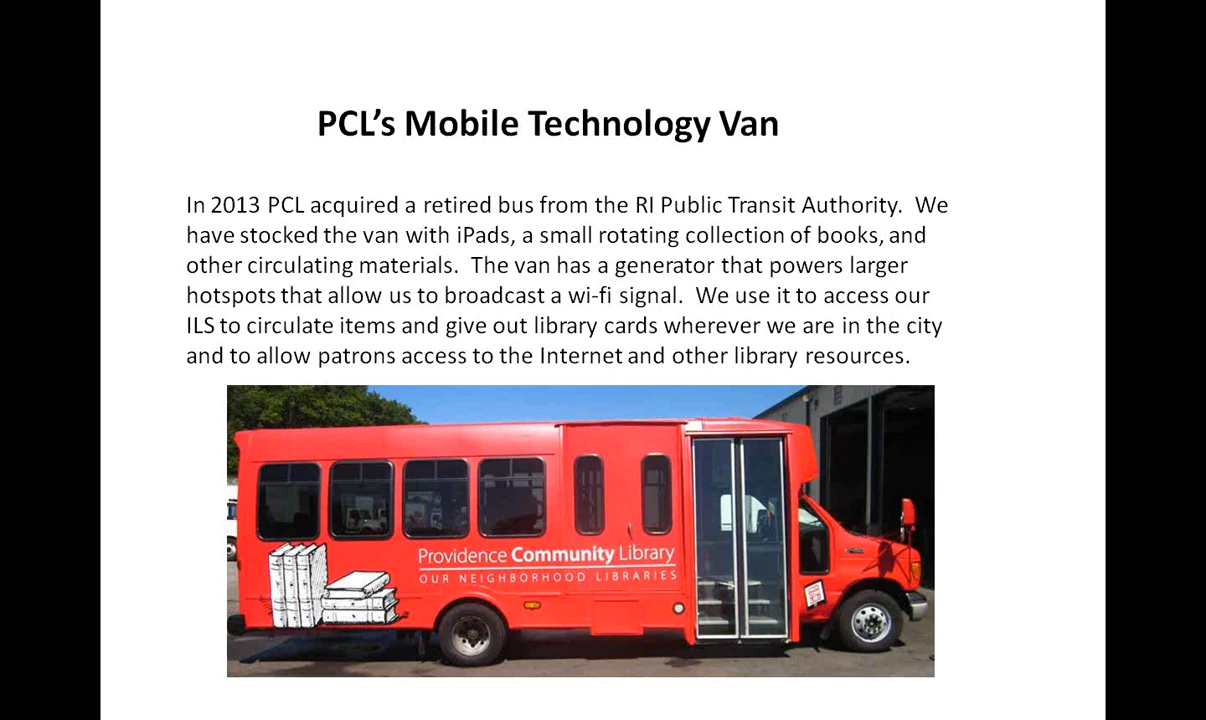 PCL’s Mobile Technology Van
In 2013 PCL acquired a retired bus from the RI Public Transit Authority.  We
have stocked the van with iPads, a small rotating collection of books, and
other circulating materials.  The van has a generator that powers larger
hotspots that allow us to broadcast a wi-fi signal.  We use it to access our
ILS to circulate items and give out library cards wherever we are in the city
and to allow patrons access to the Internet and other library resources.
Providence Community Library
OUR NEIGHBORHOOD LIBRARIES